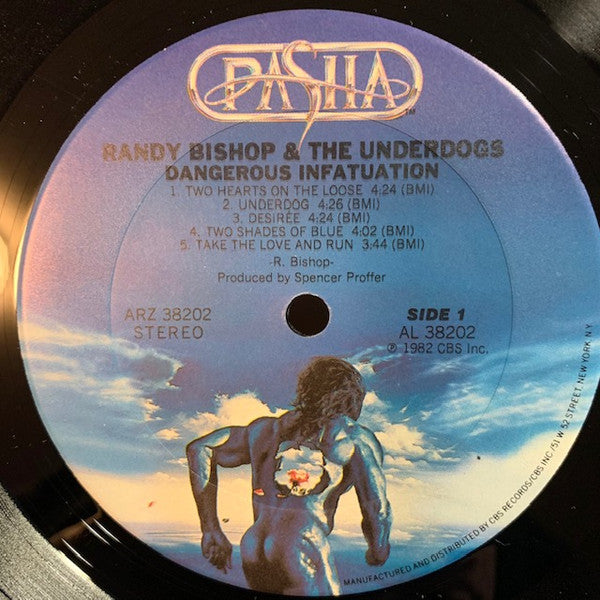 PASHA
TM
RANDY BISHOP & THE UNDERDOGS
DANGEROUS INFATUATION
1. TWO HEARTS ON THE LOOSE 4:24 (BMI)
2. UNDERDOG 4:26 (BMI)
3. DESIRÉE 4:24 (BMI)
4. TWO SHADES OF BLUE 4:02 (BMI)
5. TAKE THE LOVE AND RUN 3:44 (BMI)
-R. Bishop-
Produced by Spencer Proffer
ARZ 38202
STEREO
SIDE 1
AL 38202
℗ 1982 CBS Inc.
MANUFACTURED AND DISTRIBUTED BY CBS RECORDS/CBS INC./51 W 52 STREET, NEW YORK, N.Y.